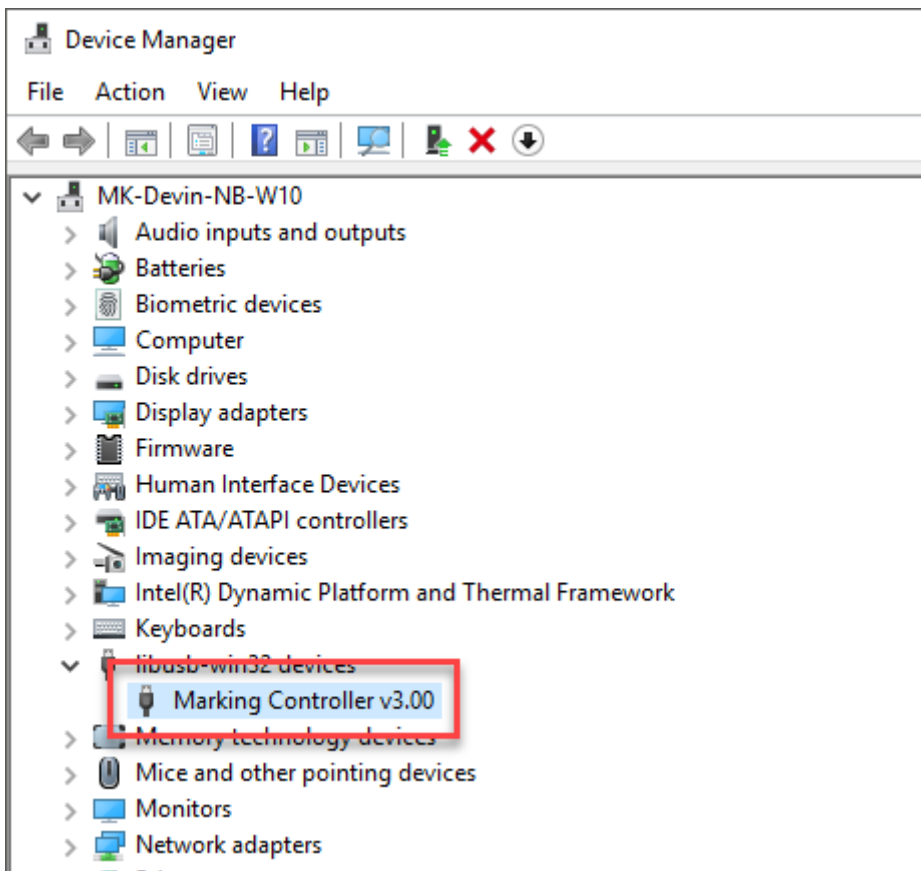 Device Manager
File Action View Help
MK-Devin-NB-W10
Audio inputs and outputs
Batteries
Biometric devices
Computer
Disk drives
Display adapters
Firmware
Human Interface Devices
IDE ATA/ATAPI controllers
Imaging devices
Intel(R) Dynamic Platform and Thermal Framework
Keyboards
libusb-win32 devices
Marking Controller v3.00
Memory technology devices
Mice and other pointing devices
Monitors
Network adapters